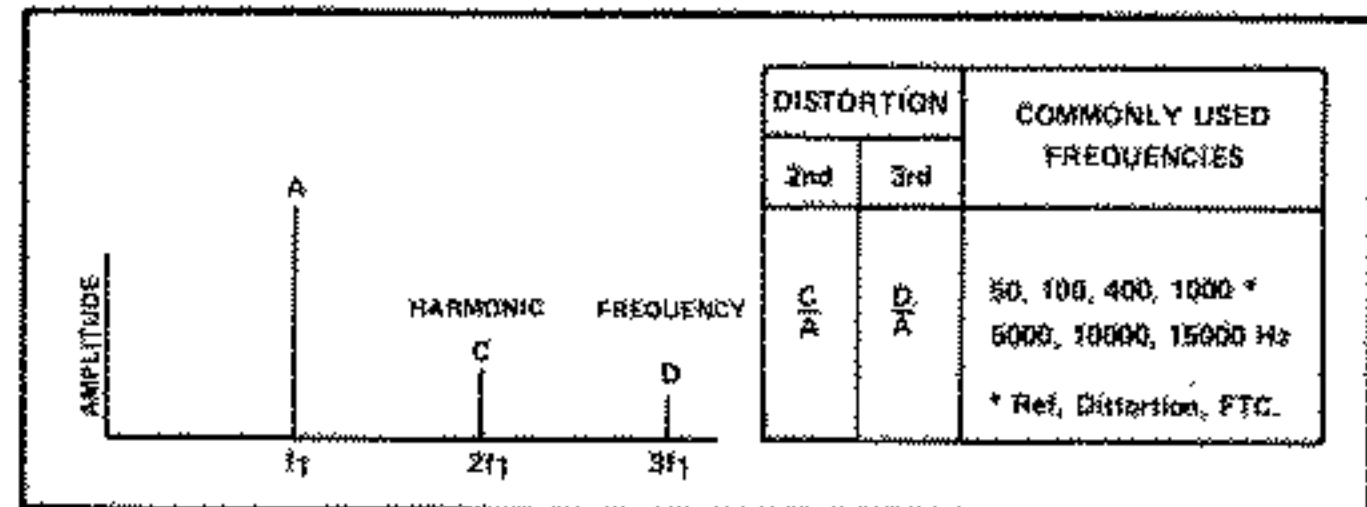 A
AMPLITUDE
HARMONIC FREQUENCY
C
D
f1 2f1 3f1
DISTORTION
2nd 3rd
C/A D/A
COMMONLY USED
FREQUENCIES
50, 100, 400, 1000 *
5000, 10000, 15000 Hz
* Ref, Distortion, ETC.